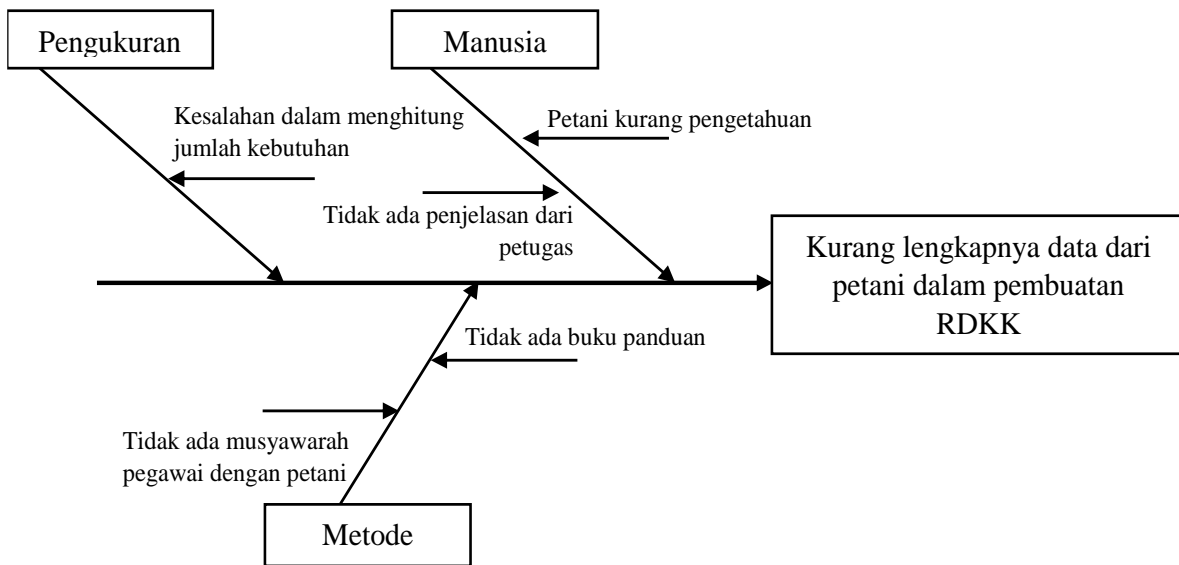 Pengukuran
Manusia
Kesalahan dalam menghitung
jumlah kebutuhan
Petani kurang pengetahuan
Tidak ada penjelasan dari
petugas
Kurang lengkapnya data dari
petani dalam pembuatan
RDKK
Tidak ada buku panduan
Tidak ada musyawarah
pegawai dengan petani
Metode